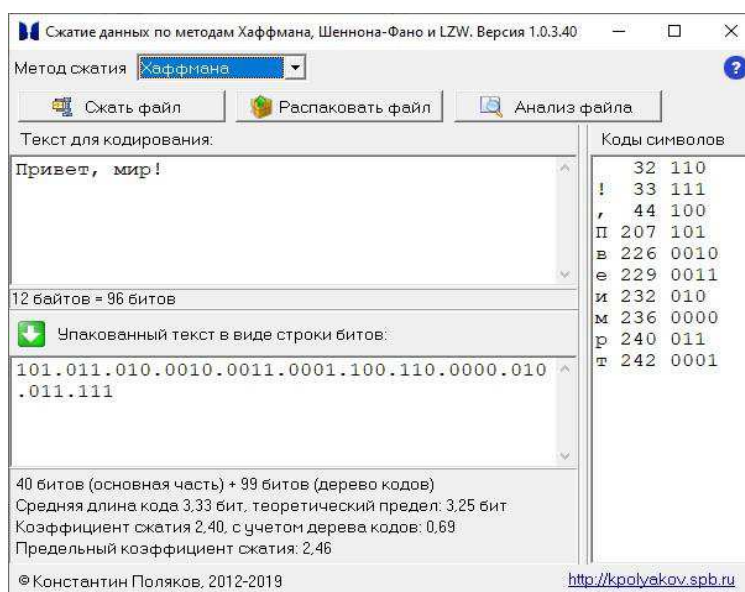 Сжатие данных по методам Хаффмана, Шеннона-Фано и LZW. Версия 1.0.3.40
Метод сжатия Хаффмана
Сжать файл Распаковать файл Анализ файла
Текст для кодирования:
Привет, мир!
12 байтов = 96 битов
Упакованный текст в виде строки битов:
101.011.010.0010.0011.0001.100.110.0000.010
.011.111
40 битов (основная часть) + 99 битов (дерево кодов)
Средняя длина кода 3,33 бит, теоретический предел: 3,25 бит
Коэффициент сжатия 2,40, с учетом дерева кодов: 0,69
Предельный коэффициент сжатия: 2,46
Коды символов
32 110
! 33 111
, 44 100
П 207 101
в 226 0010
е 229 0011
и 232 010
м 236 0000
р 240 011
т 242 0001
© Константин Поляков, 2012-2019
http://kpolyakov.spb.ru